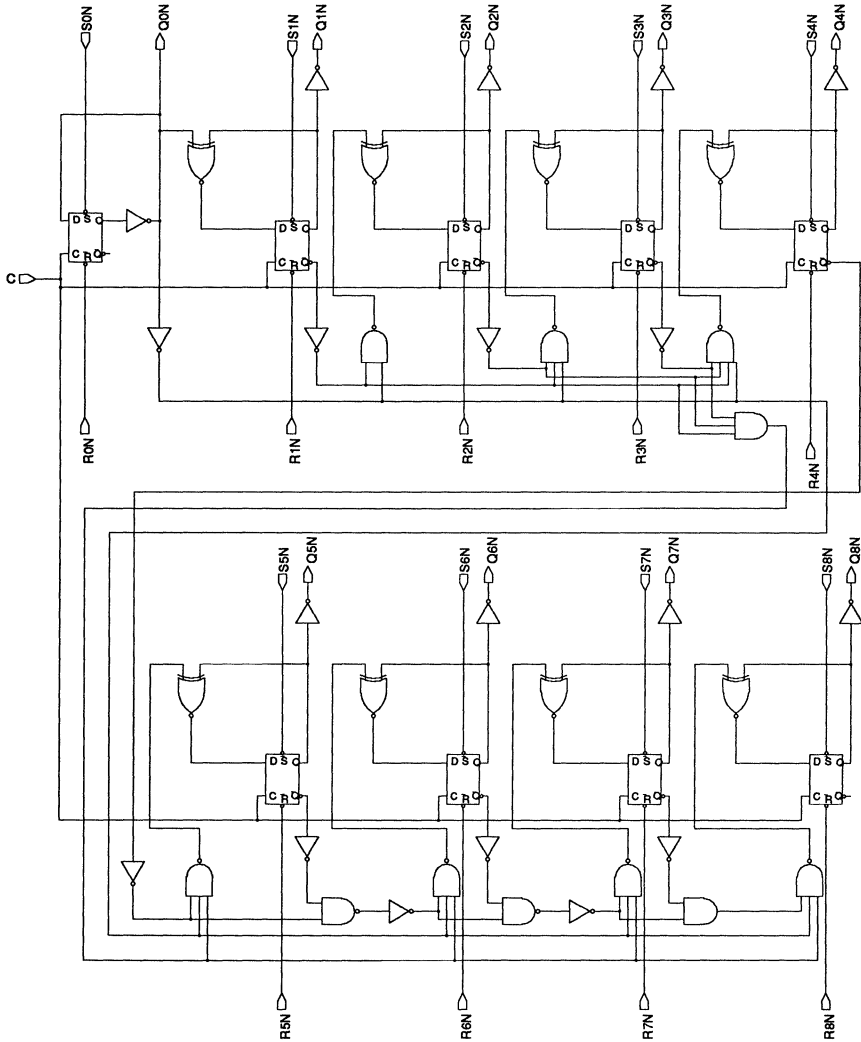 S0N
Q0N
S1N
Q1N
S2N
Q2N
S3N
Q3N
S4N
Q4N
D S Q
C R Q
D S Q
C R Q
D S Q
C R Q
D S Q
C R Q
D S Q
C R Q
C
R0N
R1N
R2N
R3N
R4N
S5N
Q5N
S6N
Q6N
S7N
Q7N
S8N
Q8N
D S Q
C R Q
D S Q
C R Q
D S Q
C R Q
D S Q
C R Q
R5N
R6N
R7N
R8N